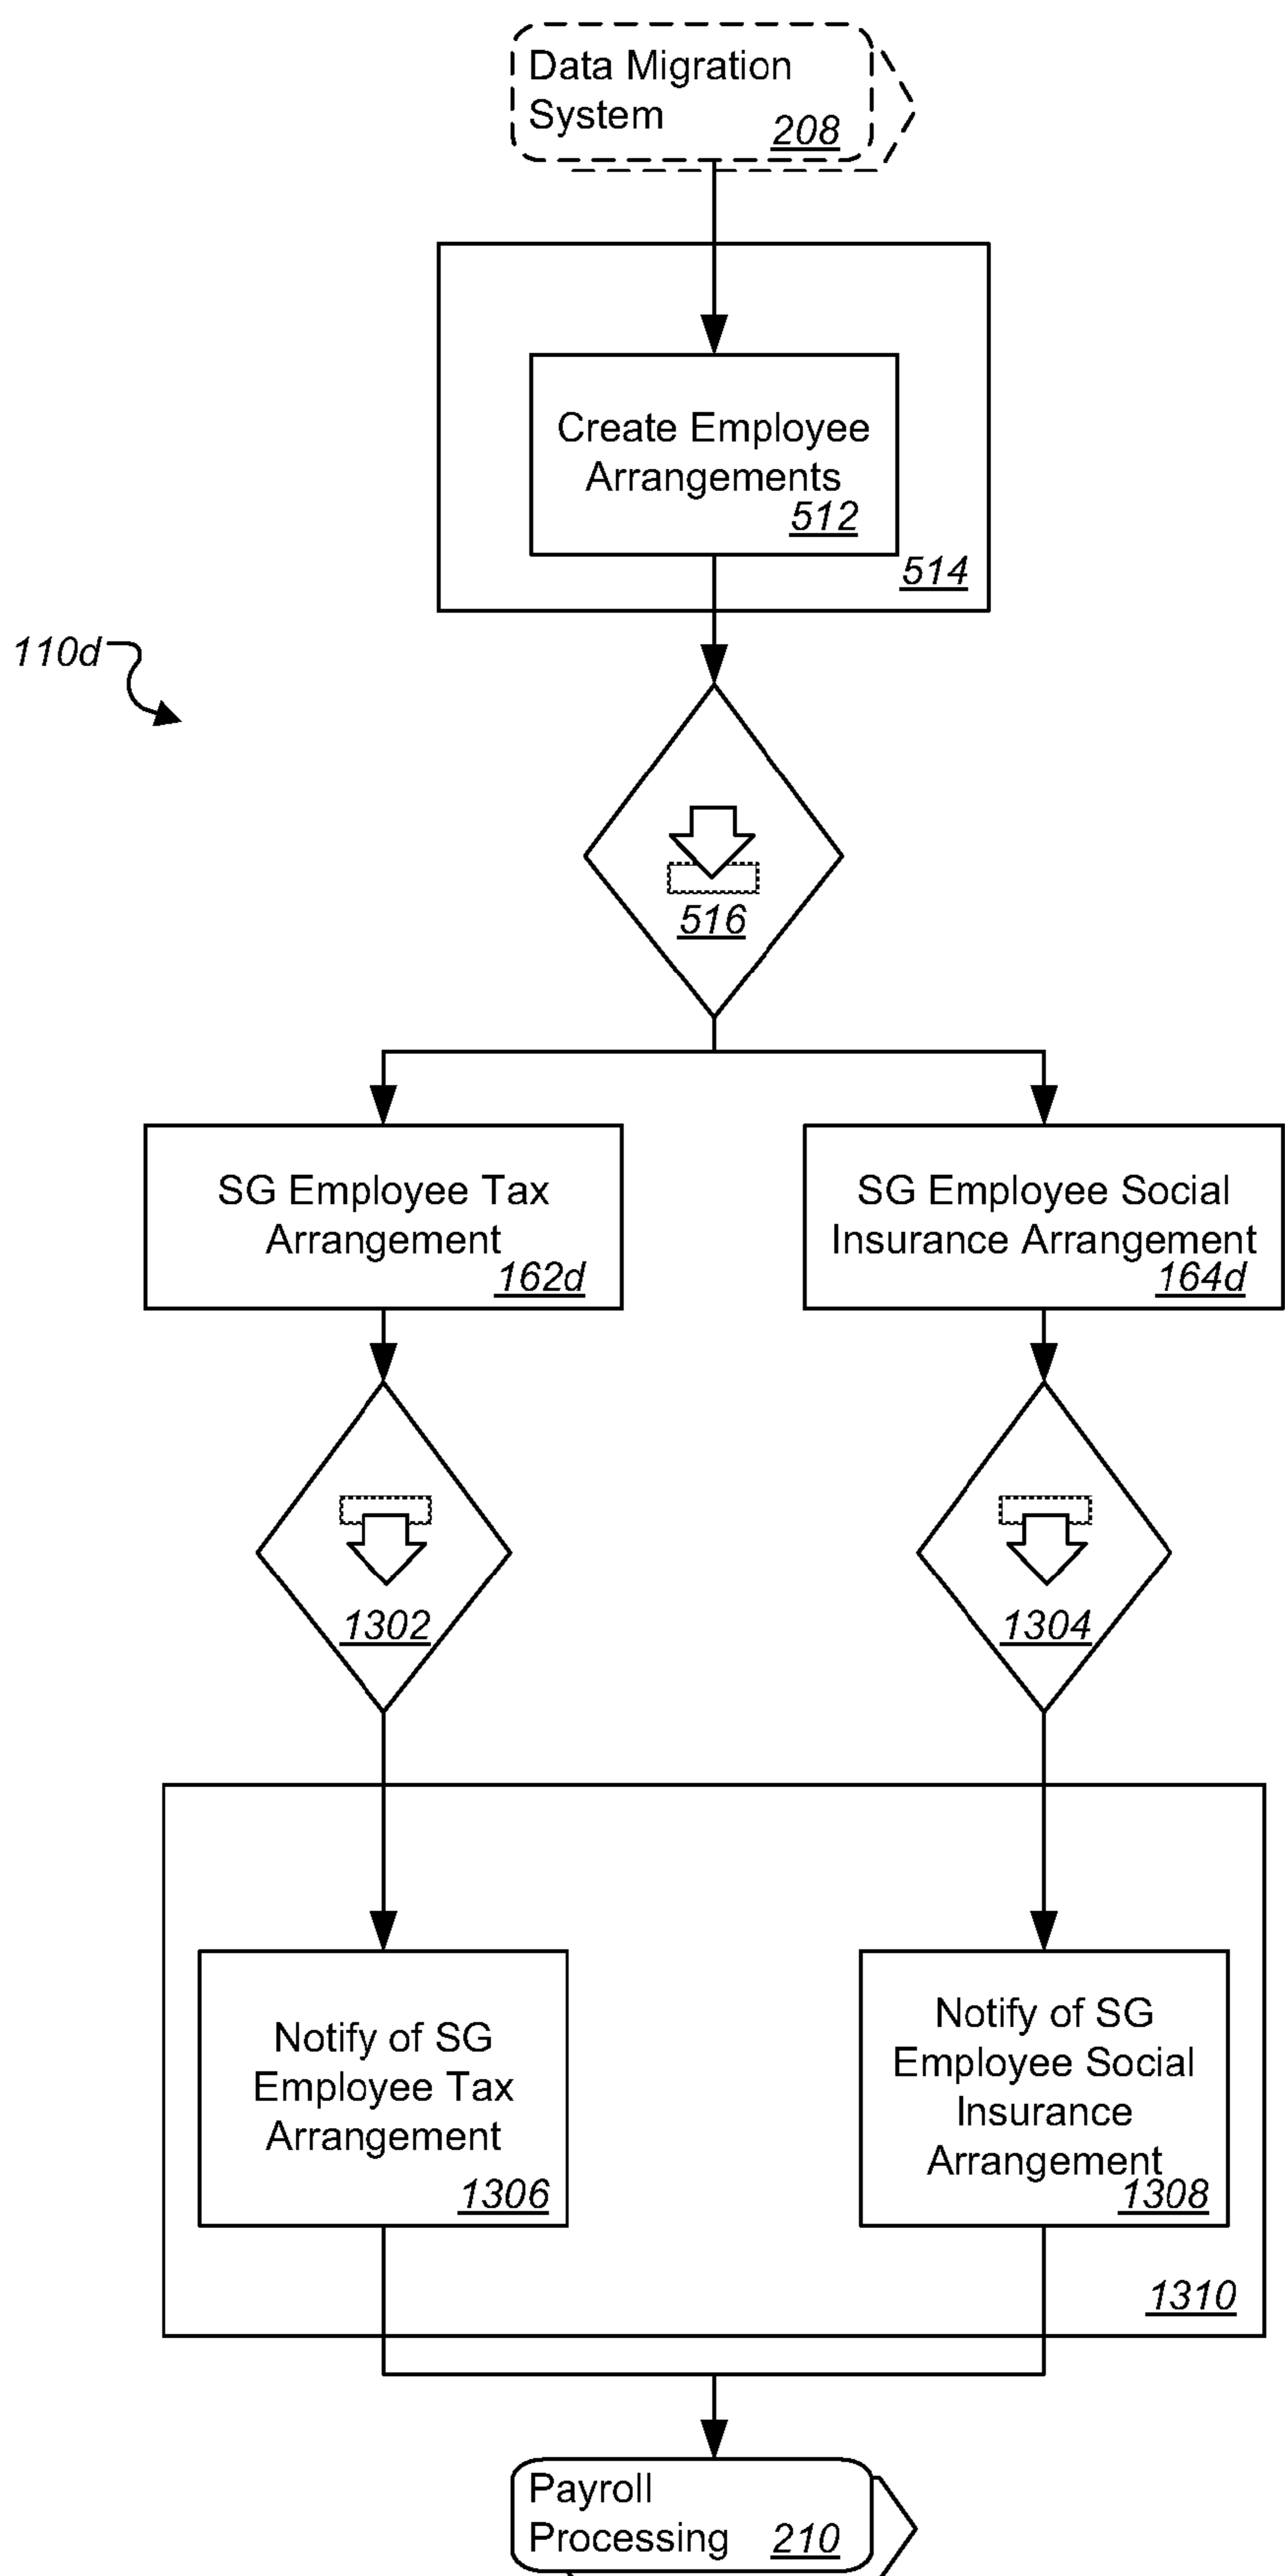 Data Migration
System
208
Create Employee
Arrangements
512
514
110d
516
SG Employee Tax
Arrangement
162d
SG Employee Social
Insurance Arrangement
164d
1302
1304
Notify of SG
Employee Tax
Arrangement
1306
Notify of SG
Employee Social
Insurance
Arrangement
1308
1310
Payroll
Processing 210